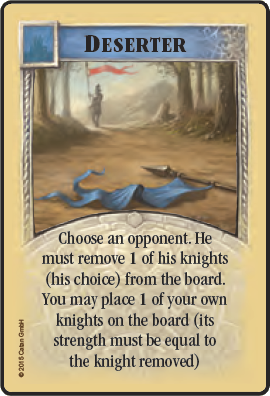 DESERTER
Choose an opponent. He
must remove 1 of his knights
(his choice) from the board.
You may place 1 of your own
knights on the board (its
strength must be equal to
the knight removed)
© 2015 Catan GmbH